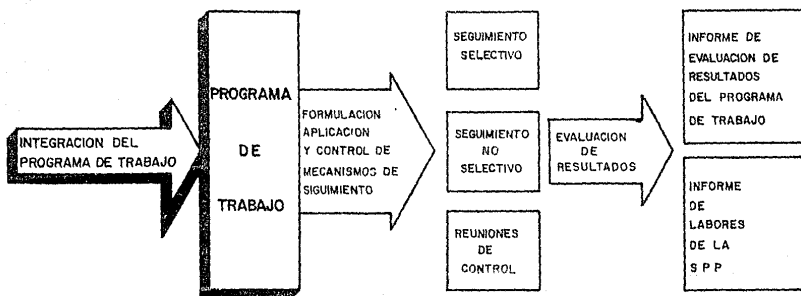 INTEGRACION DEL
PROGRAMA DE TRABAJO
PROGRAMA
DE
TRABAJO
FORMULACION
APLICACION
Y CONTROL DE
MECANISMOS DE
SIGUIMIENTO
SEGUIMIENTO
SELECTIVO
SEGUIMIENTO
NO
SELECTIVO
REUNIONES
DE
CONTROL
EVALUACION
DE
RESULTADOS
INFORME DE
EVALUACION DE
RESULTADOS
DEL PROGRAMA
DE TRABAJO
INFORME
DE
LABORES
DE LA
S P P